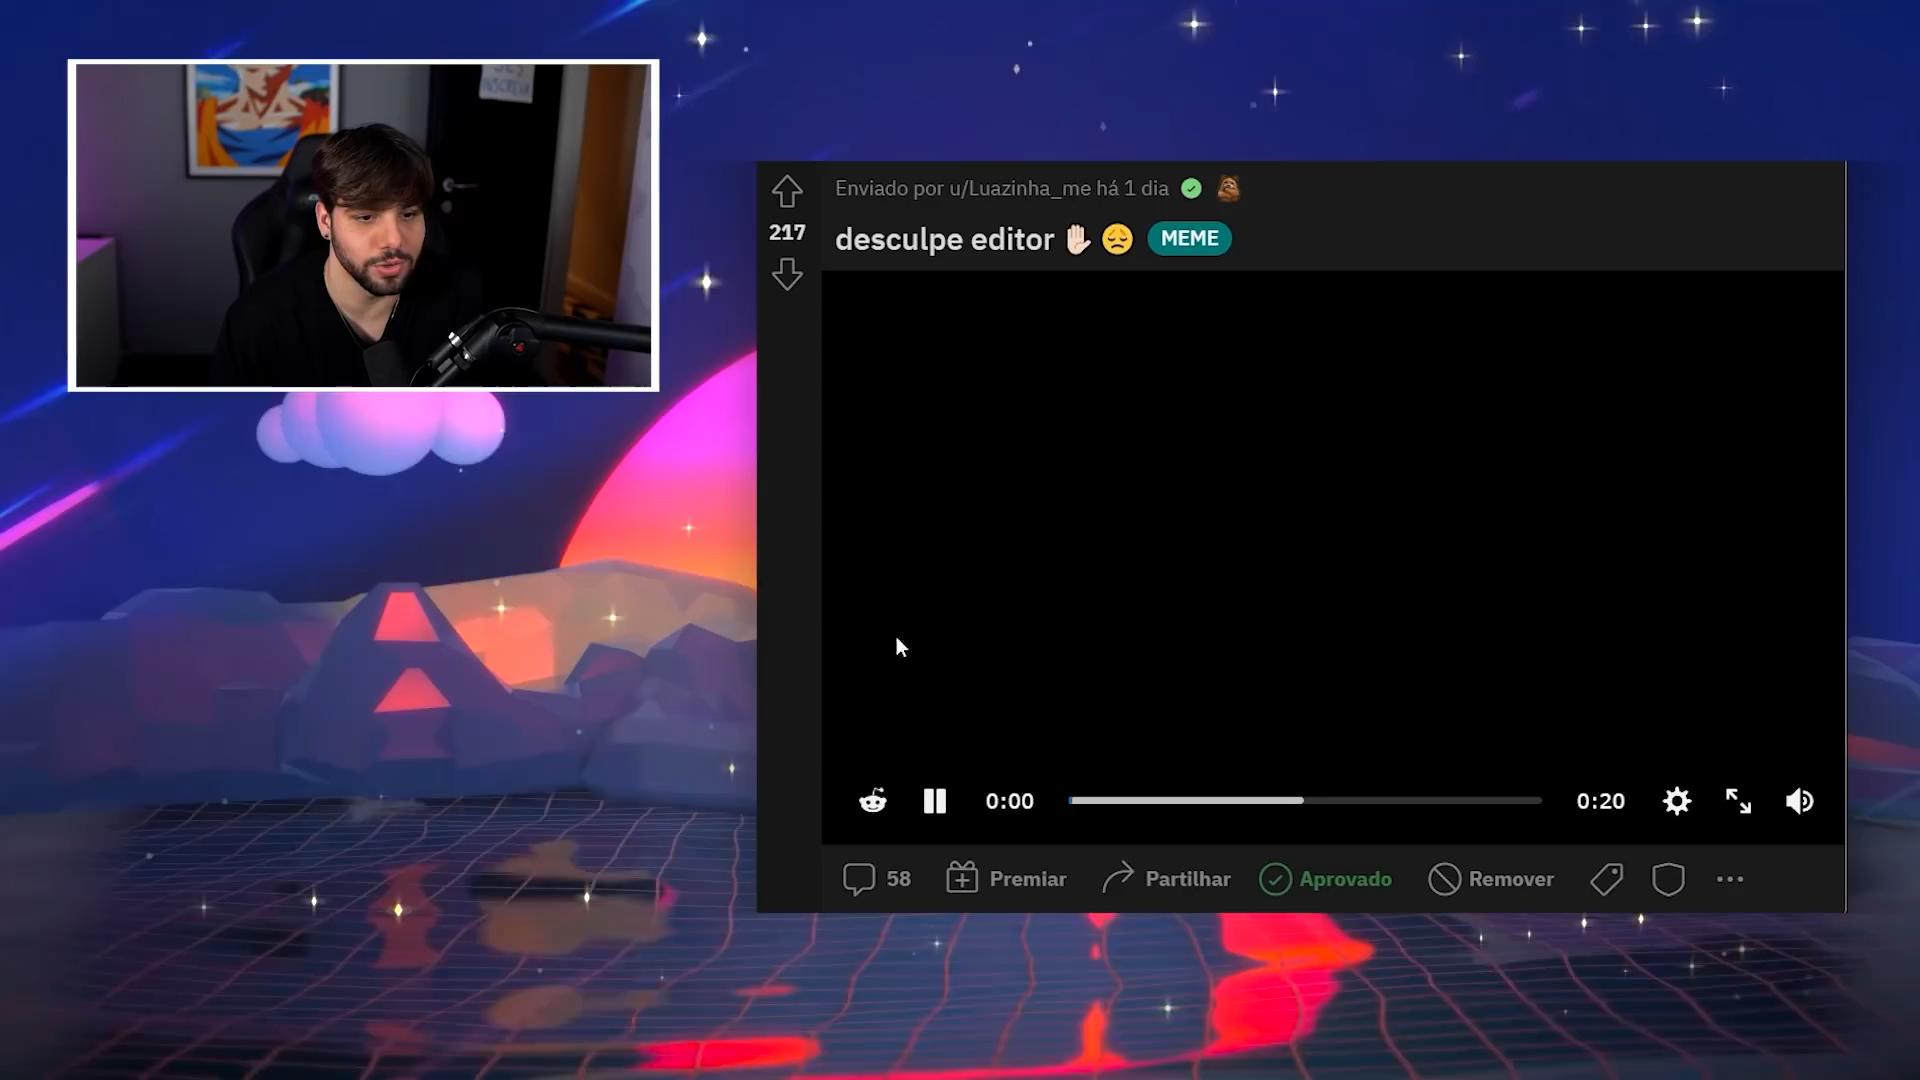 INSCREVA
Enviado por u/Luazinha_me há 1 dia
217
desculpe editor ✋🏻 😞 MEME
0:00
0:20
58 Premiar Partilhar Aprovado Remover